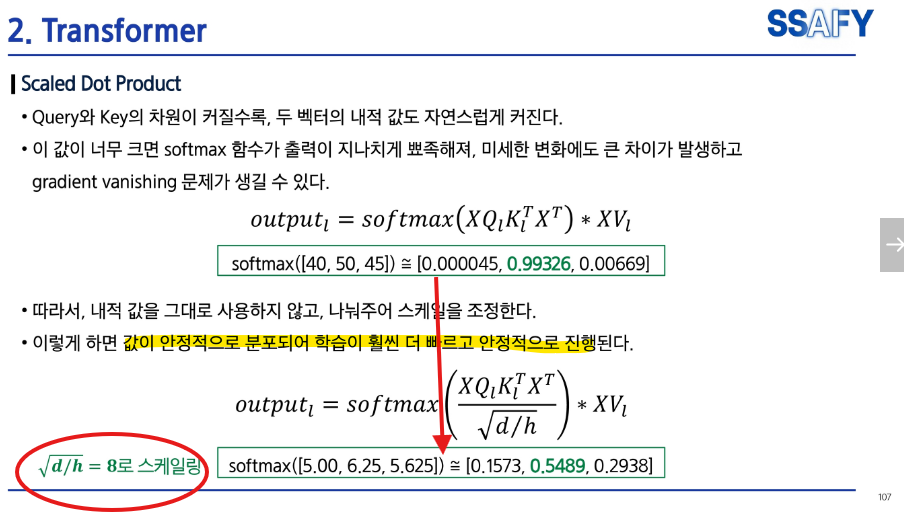 2. Transformer
SSAFY
Scaled Dot Product
• Query와 Key의 차원이 커질수록, 두 벡터의 내적 값도 자연스럽게 커진다.
• 이 값이 너무 크면 softmax 함수가 출력이 지나치게 뾰족해져, 미세한 변화에도 큰 차이가 발생하고
gradient vanishing 문제가 생길 수 있다.
output_l = softmax(XQ_l K_l^T X^T) * XV_l
softmax([40, 50, 45]) ≅ [0.000045, 0.99326, 0.00669]
• 따라서, 내적 값을 그대로 사용하지 않고, 나눠주어 스케일을 조정한다.
• 이렇게 하면 값이 안정적으로 분포되어 학습이 훨씬 더 빠르고 안정적으로 진행된다.
output_l = softmax(XQ_l K_l^T X^T / √(d/h)) * XV_l
√(d/h) = 8로 스케일링
softmax([5.00, 6.25, 5.625]) ≅ [0.1573, 0.5489, 0.2938]
107